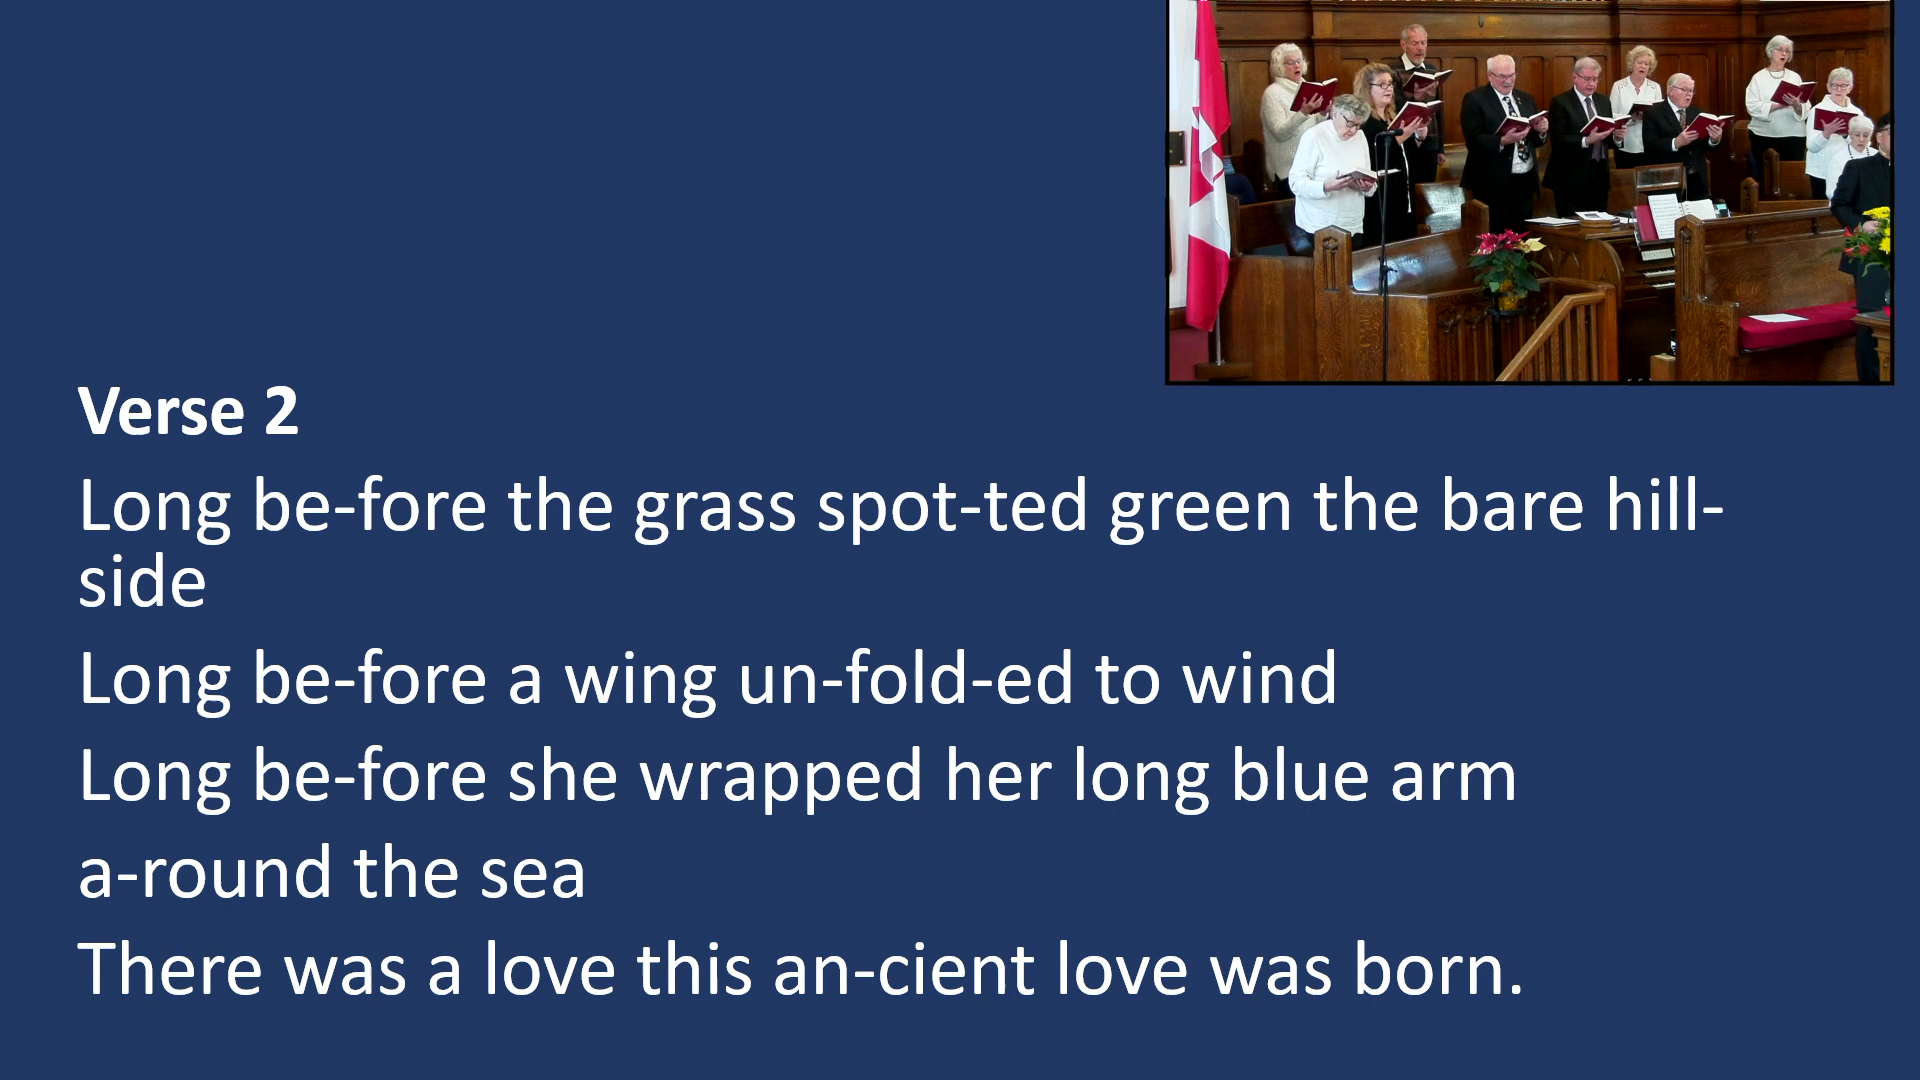 Verse 2
Long be-fore the grass spot-ted green the bare hill-
side
Long be-fore a wing un-fold-ed to wind
Long be-fore she wrapped her long blue arm
a-round the sea
There was a love this an-cient love was born.